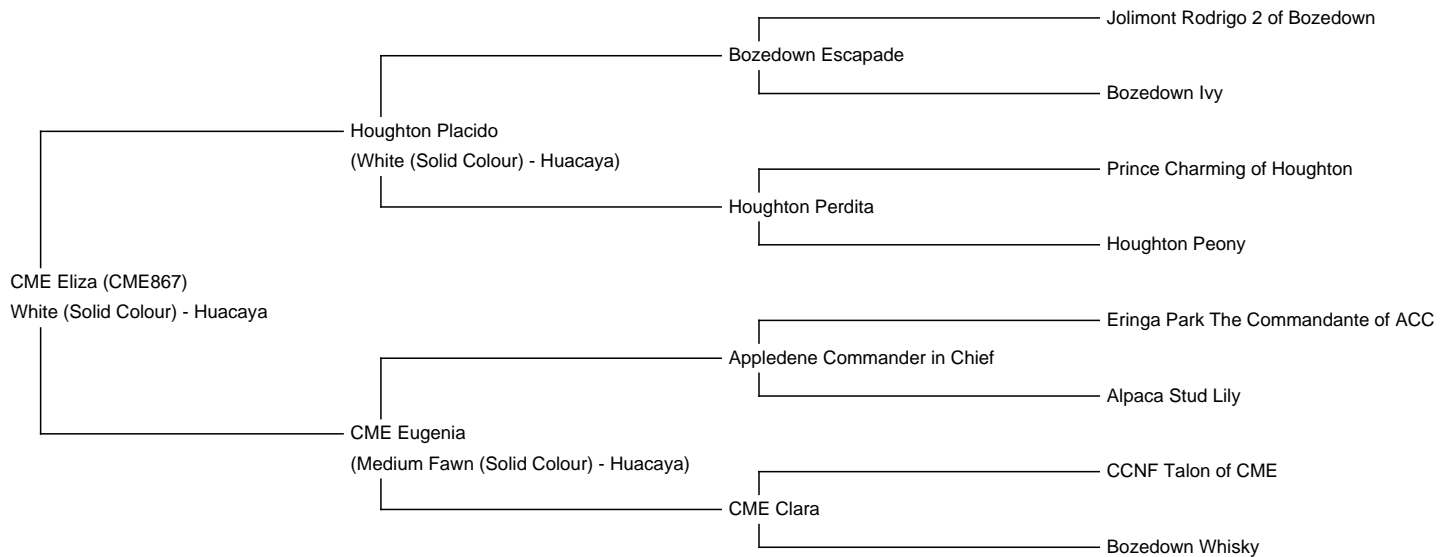 Jolimont Rodrigo 2 of Bozedown
Bozedown Escapade
Bozedown Ivy
Houghton Placido
(White (Solid Colour) - Huacaya)
Prince Charming of Houghton
Houghton Perdita
Houghton Peony
CME Eliza (CME867)
White (Solid Colour) - Huacaya
Eringa Park The Commandante of ACC
Appledene Commander in Chief
Alpaca Stud Lily
CME Eugenia
(Medium Fawn (Solid Colour) - Huacaya)
CCNF Talon of CME
CME Clara
Bozedown Whisky